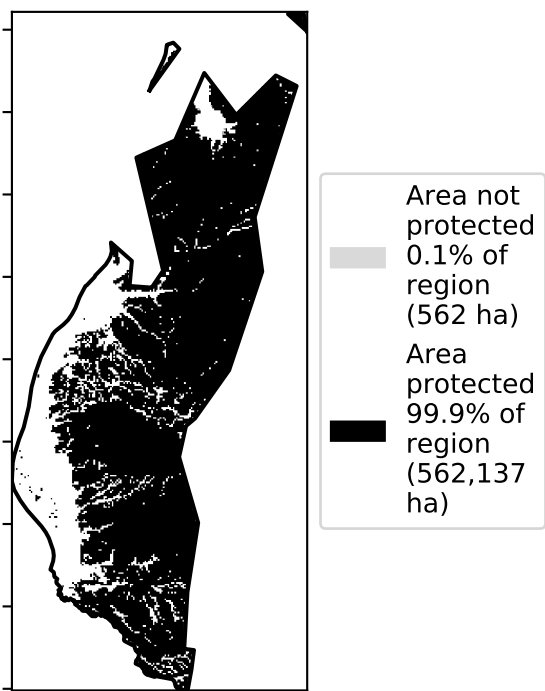 Area not
protected
0.1% of
region
(562 ha)
Area
protected
99.9% of
region
(562,137
ha)